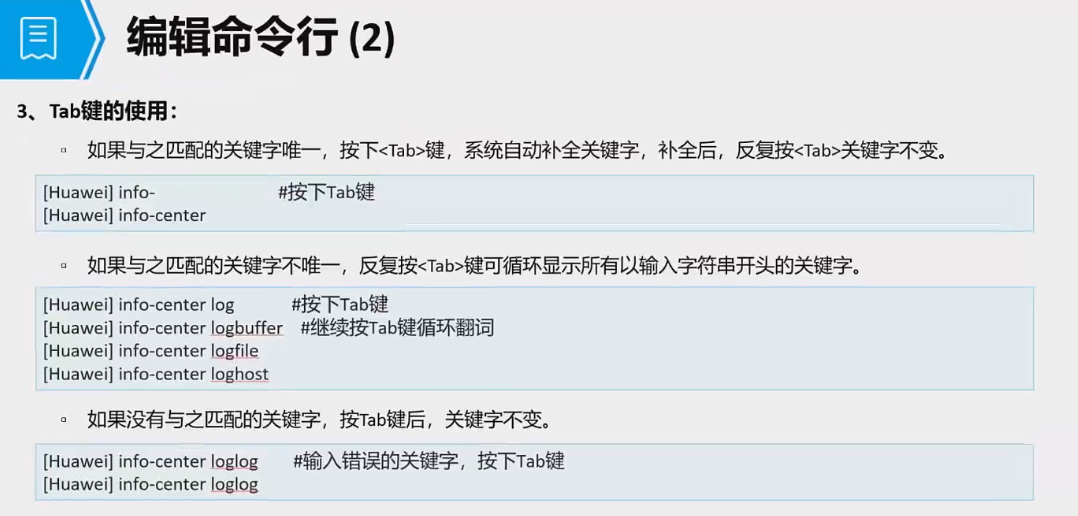 编辑命令行 (2)
3、Tab键的使用：
如果与之匹配的关键字唯一，按下<Tab>键，系统自动补全关键字，补全后，反复按<Tab>关键字不变。
[Huawei] info- #按下Tab键
[Huawei] info-center
如果与之匹配的关键字不唯一，反复按<Tab>键可循环显示所有以输入字符串开头的关键字。
[Huawei] info-center log #按下Tab键
[Huawei] info-center logbuffer #继续按Tab键循环翻词
[Huawei] info-center logfile
[Huawei] info-center loghost
如果没有与之匹配的关键字，按Tab键后，关键字不变。
[Huawei] info-center loglog #输入错误的关键字，按下Tab键
[Huawei] info-center loglog